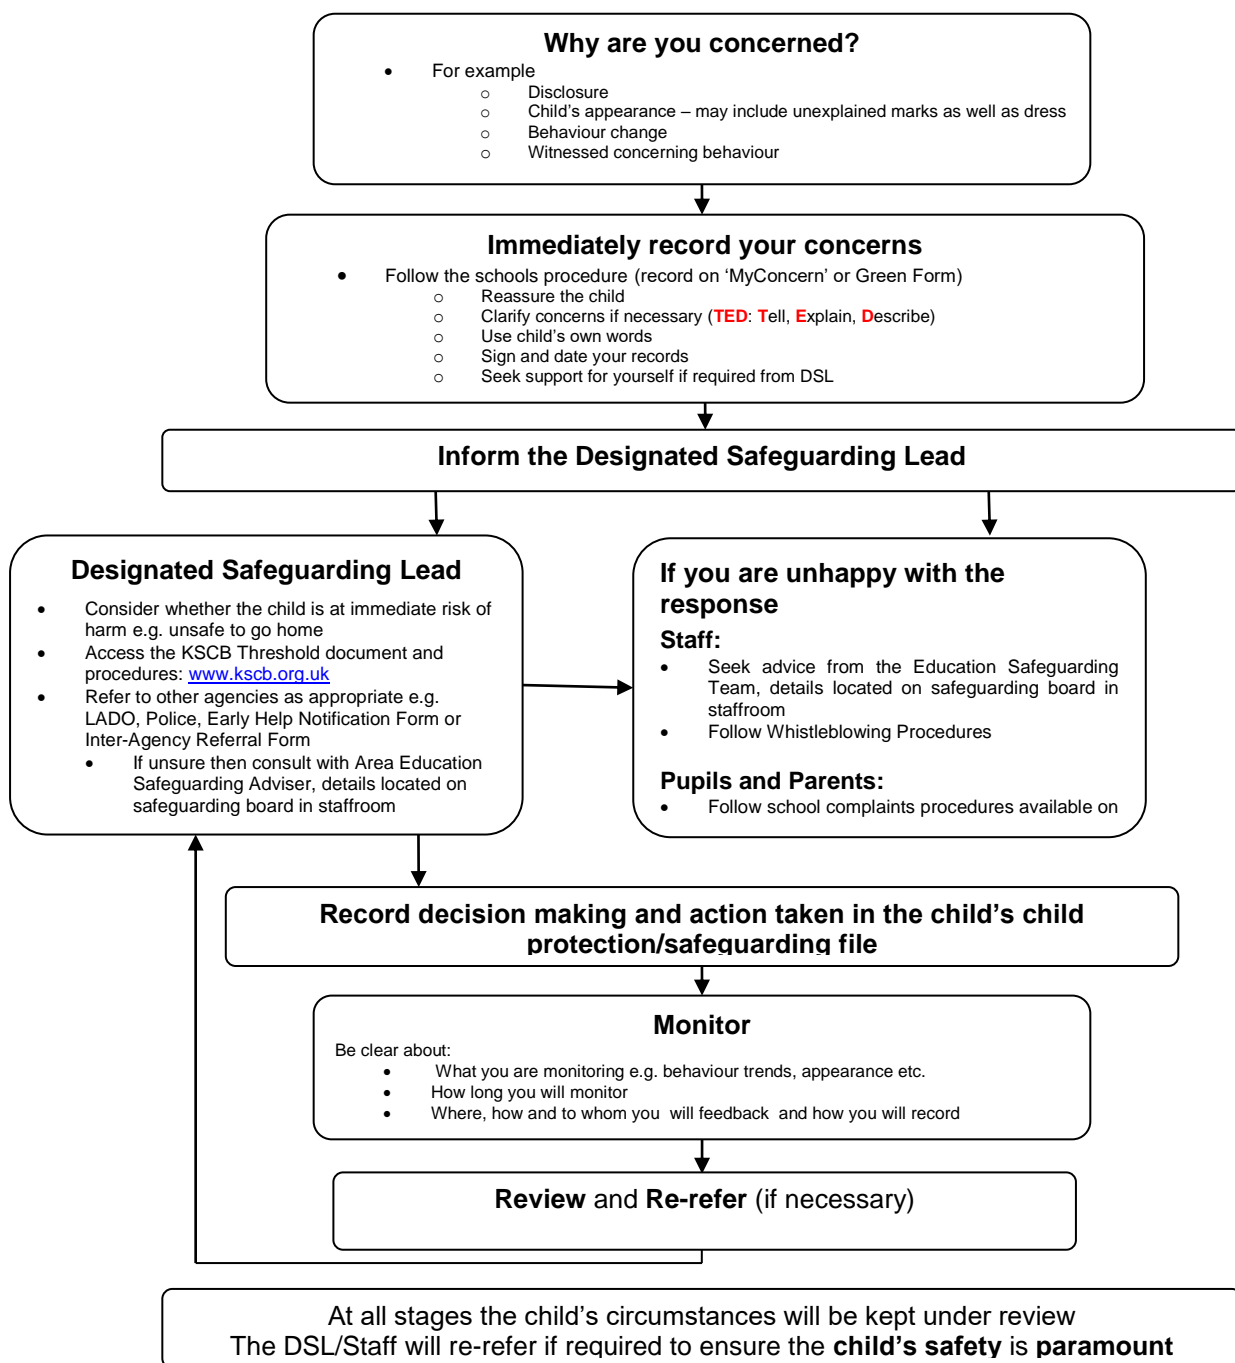 Why are you concerned?
• For example
o Disclosure
o Child’s appearance – may include unexplained marks as well as dress
o Behaviour change
o Witnessed concerning behaviour
Immediately record your concerns
• Follow the schools procedure (record on ‘MyConcern’ or Green Form)
o Reassure the child
o Clarify concerns if necessary (TED: Tell, Explain, Describe)
o Use child’s own words
o Sign and date your records
o Seek support for yourself if required from DSL
Inform the Designated Safeguarding Lead
Designated Safeguarding Lead
• Consider whether the child is at immediate risk of
harm e.g. unsafe to go home
• Access the KSCB Threshold document and
procedures: www.kscb.org.uk
• Refer to other agencies as appropriate e.g.
LADO, Police, Early Help Notification Form or
Inter-Agency Referral Form
• If unsure then consult with Area Education
Safeguarding Adviser, details located on
safeguarding board in staffroom
If you are unhappy with the
response
Staff:
• Seek advice from the Education Safeguarding
Team, details located on safeguarding board in
staffroom
• Follow Whistleblowing Procedures
Pupils and Parents:
• Follow school complaints procedures available on
Record decision making and action taken in the child’s child
protection/safeguarding file
Monitor
Be clear about:
• What you are monitoring e.g. behaviour trends, appearance etc.
• How long you will monitor
• Where, how and to whom you will feedback and how you will record
Review and Re-refer (if necessary)
At all stages the child’s circumstances will be kept under review
The DSL/Staff will re-refer if required to ensure the child’s safety is paramount